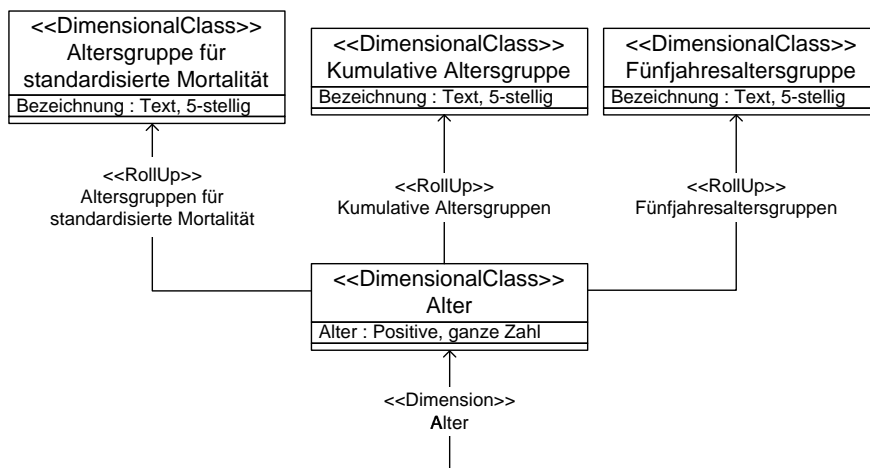 <<DimensionalClass>>
Altersgruppe für
standardisierte Mortalität
Bezeichnung : Text, 5-stellig
<<DimensionalClass>>
Kumulative Altersgruppe
Bezeichnung : Text, 5-stellig
<<DimensionalClass>>
Fünfjahresaltersgruppe
Bezeichnung : Text, 5-stellig
<<RollUp>>
Altersgruppen für
standardisierte Mortalität
<<RollUp>>
Kumulative Altersgruppen
<<RollUp>>
Fünfjahresaltersgruppen
<<DimensionalClass>>
Alter
Alter : Positive, ganze Zahl
<<Dimension>>
Alter